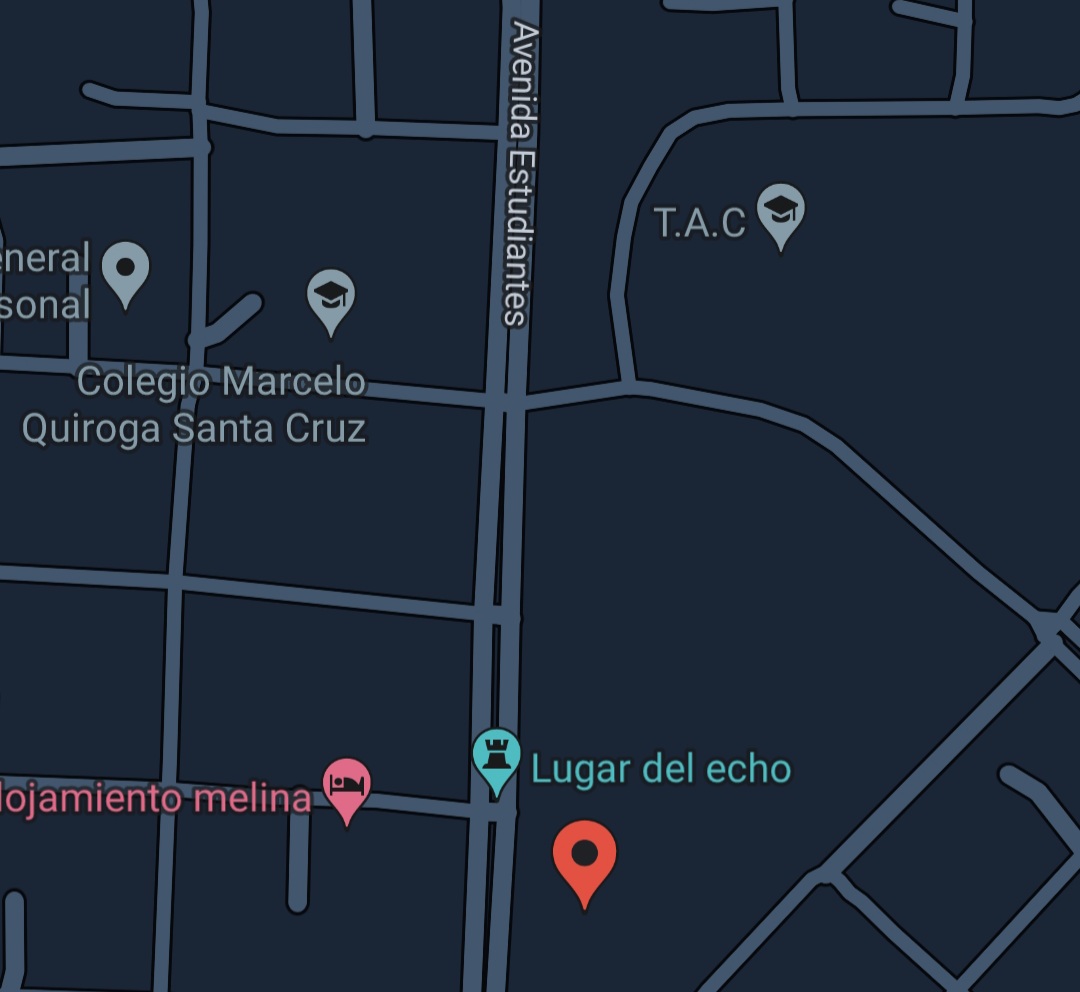 Avenida Estudiantes
T.A.C
eneral
sonal
Colegio Marcelo
Quiroga Santa Cruz
Lugar del echo
lojamiento melina